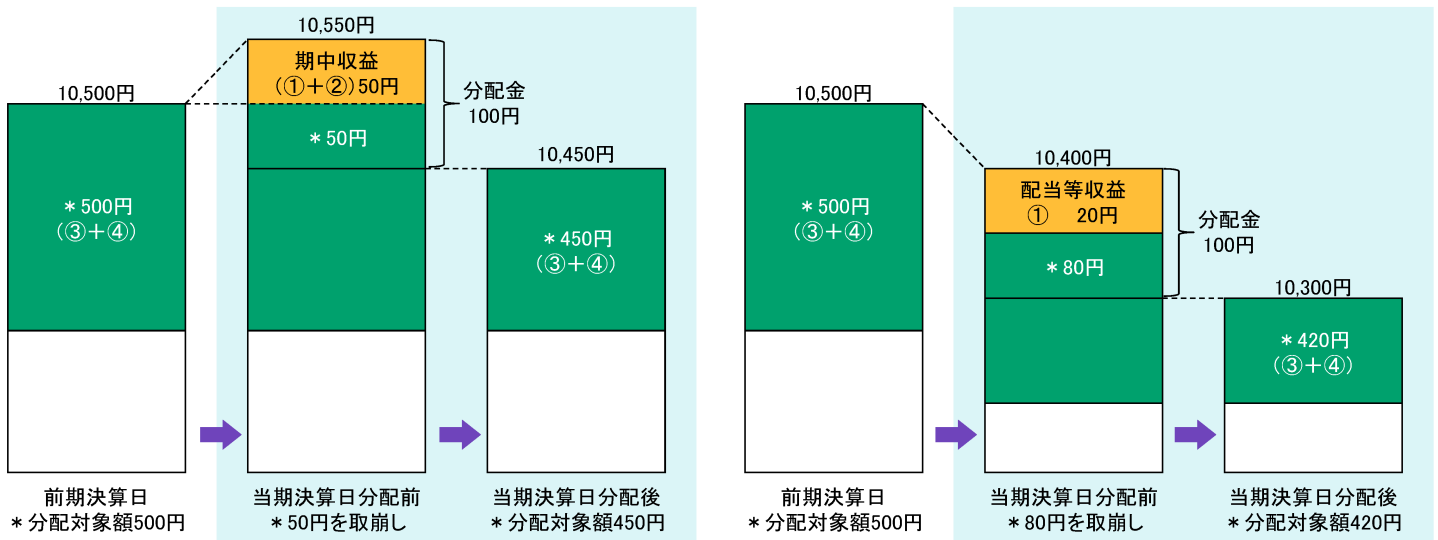 10,500円
＊500円
(③＋④)
前期決算日
＊分配対象額500円
10,550円
期中収益
(①＋②)50円
＊50円
分配金
100円
当期決算日分配前
＊50円を取崩し
10,450円
＊450円
(③＋④)
当期決算日分配後
＊分配対象額450円
10,500円
＊500円
(③＋④)
前期決算日
＊分配対象額500円
10,400円
配当等収益
① 20円
＊80円
分配金
100円
当期決算日分配前
＊80円を取崩し
10,300円
＊420円
(③＋④)
当期決算日分配後
＊分配対象額420円